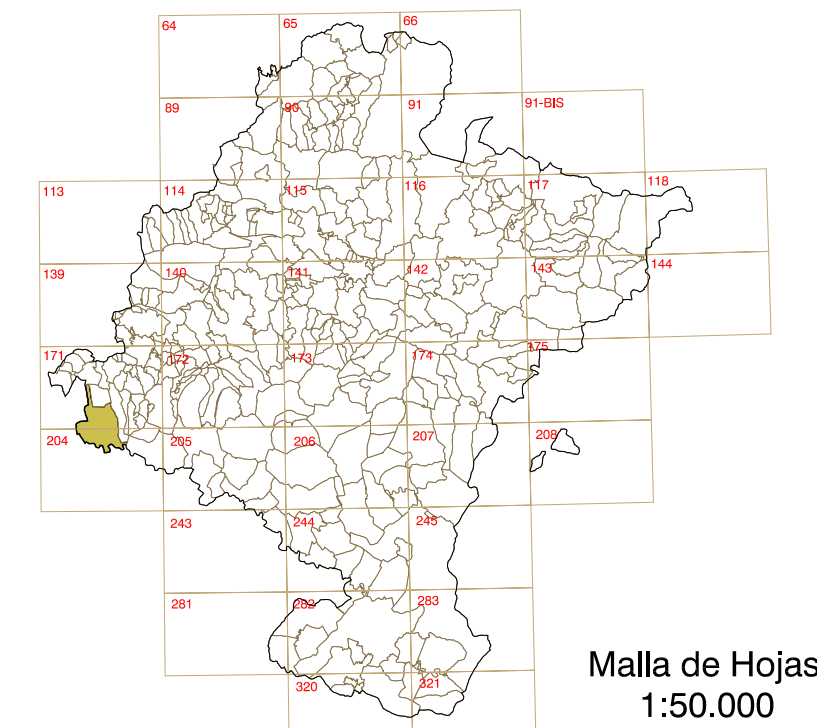 64 65 66
89 90 91 91-BIS
113 114 115 116 117 118
139 140 141 142 143 144
171 172 173 174 175
204 205 206 207 208
243 244 245
281 282 283
320 321
Malla de Hojas
1:50.000